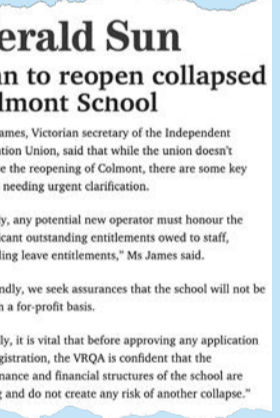 erald Sun
n to reopen collapsed
lmont School
ames, Victorian secretary of the Independent
tion Union, said that while the union doesn't
e the reopening of Colmont, there are some key
needing urgent clarification.
y, any potential new operator must honour the
cant outstanding entitlements owed to staff,
ling leave entitlements," Ms James said.
ndly, we seek assurances that the school will not be
n a for-profit basis.
ly, it is vital that before approving any application
gistration, the VRQA is confident that the
nance and financial structures of the school are
and do not create any risk of another collapse."